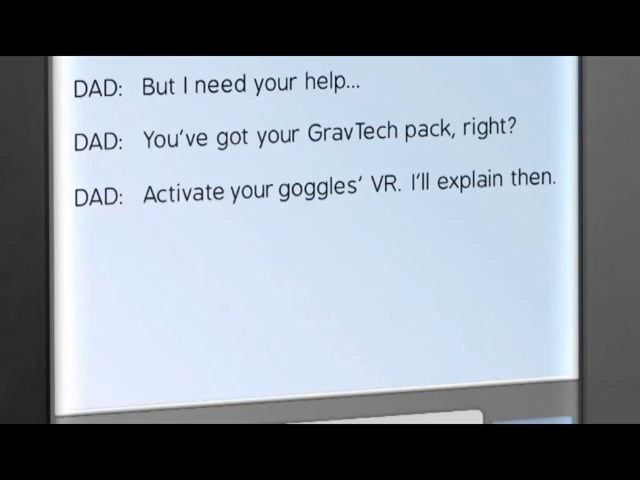 DAD: But I need your help...
DAD: You've got your GravTech pack, right?
DAD: Activate your goggles' VR. I'll explain then.